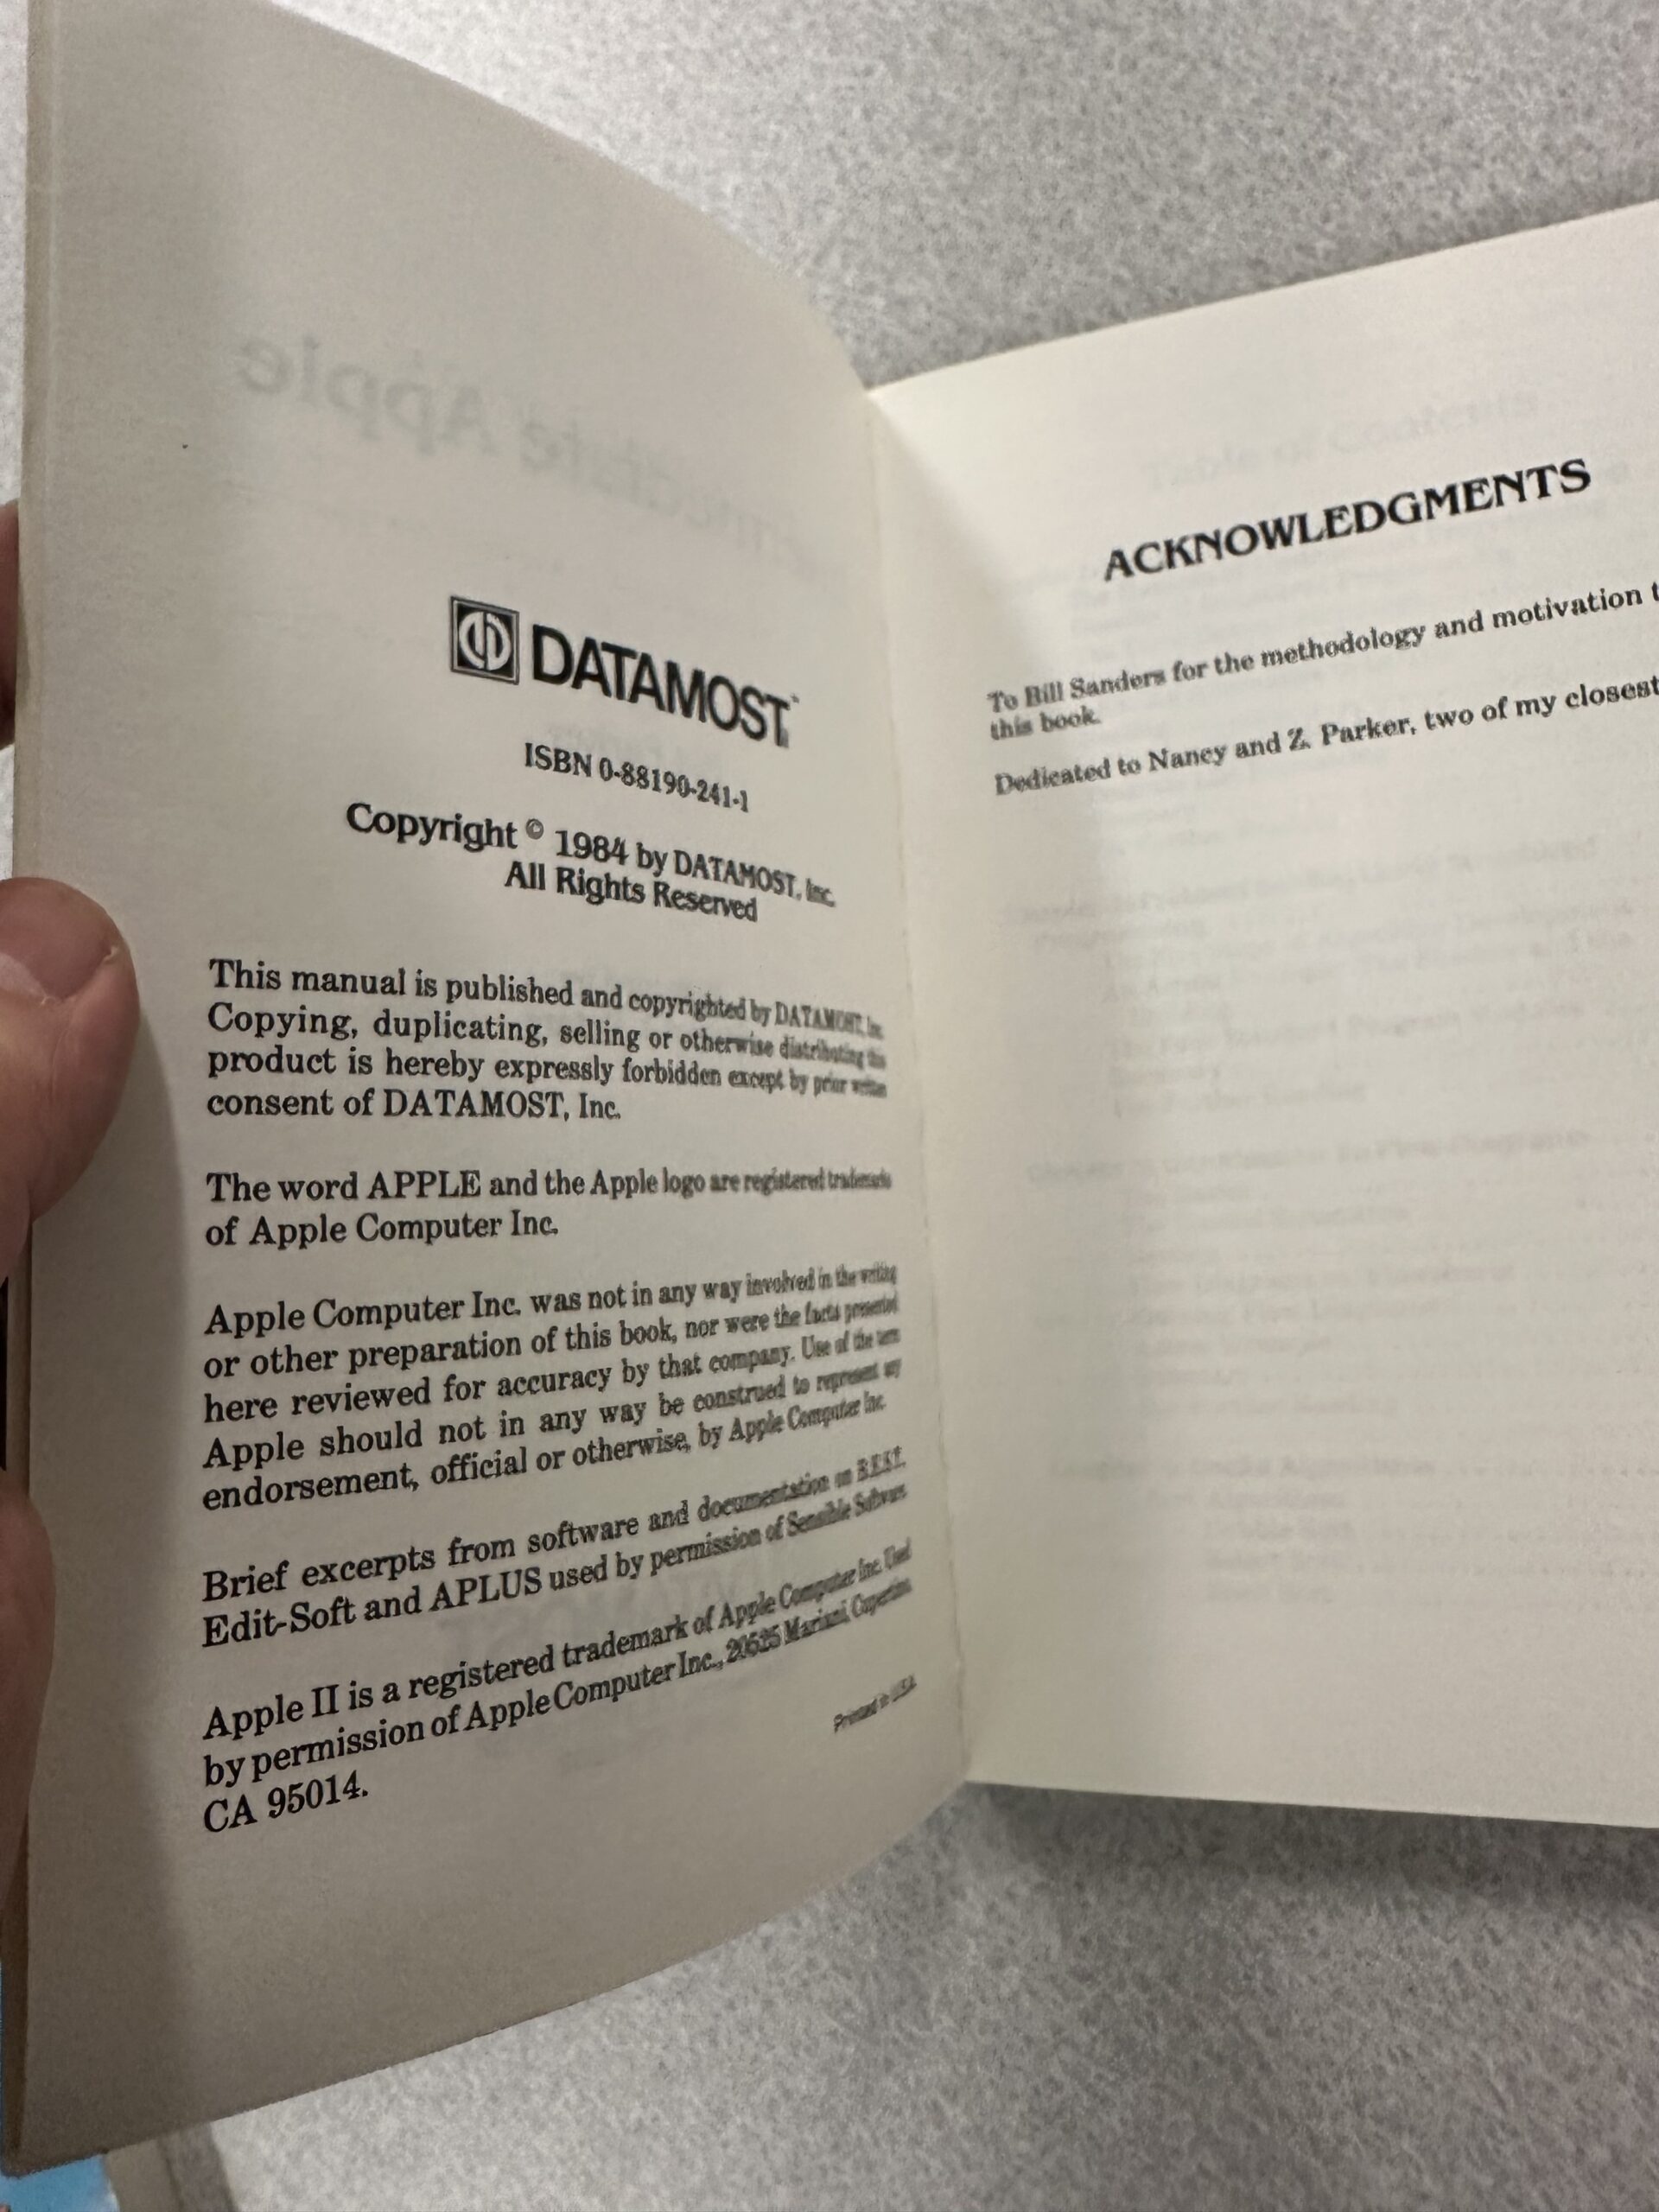 DATAMOST
ISBN 0-88190-241-1
Copyright © 1984 by DATAMOST, Inc.
All Rights Reserved
This manual is published and copyrighted by DATAMOST, Inc.
Copying, duplicating, selling or otherwise distributing this
product is hereby expressly forbidden except by prior written
consent of DATAMOST, Inc.
The word APPLE and the Apple logo are registered trademarks
of Apple Computer Inc.
Apple Computer Inc. was not in any way involved in the writing
or other preparation of this book, nor were the facts presented
here reviewed for accuracy by that company. Use of the term
Apple should not in any way be construed to represent any
endorsement, official or otherwise, by Apple Computer Inc.
Brief excerpts from software and documentation on B.E.S.T.
Edit-Soft and APLUS used by permission of Sensible Software
Apple II is a registered trademark of Apple Computer Inc. Used
by permission of Apple Computer Inc., 20525 Mariani, Cupertino
CA 95014.
Printed in U.S.A.
ACKNOWLEDGMENTS
To Bill Sanders for the methodology and motivation
this book.
Dedicated to Nancy and Z. Parker, two of my closest